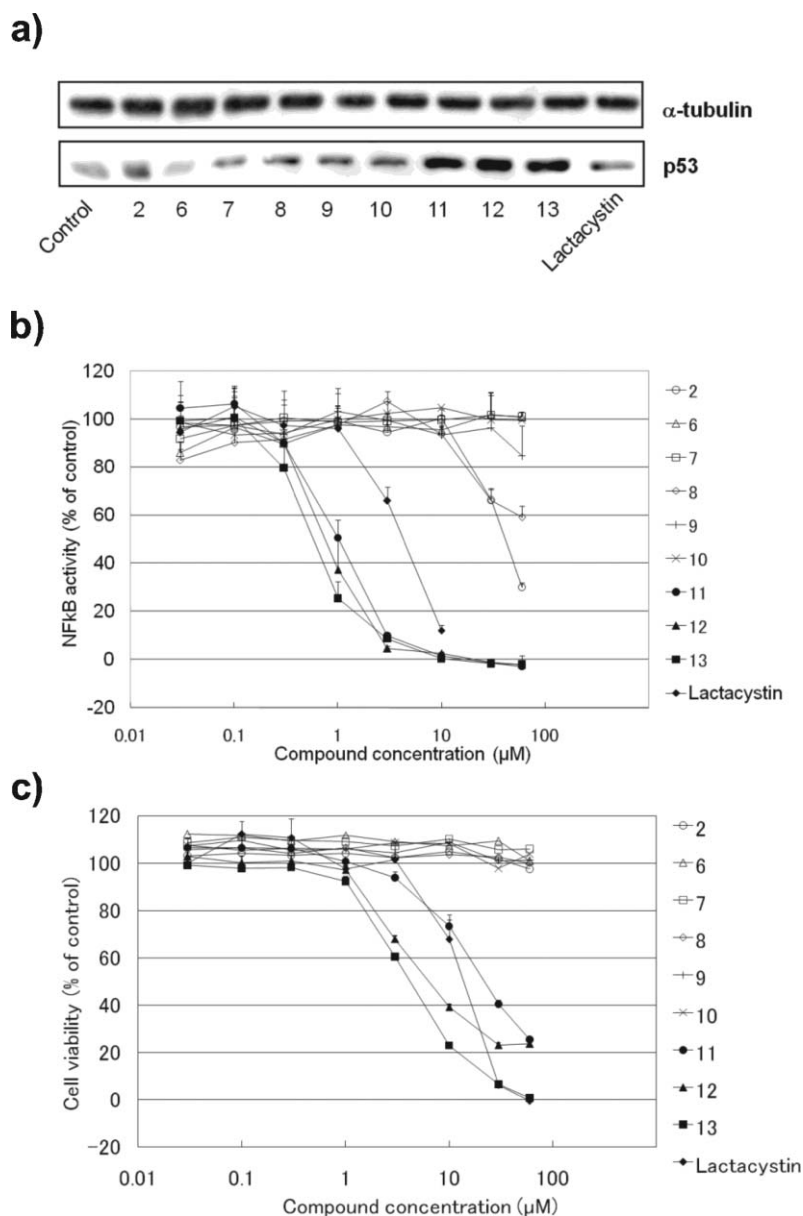 a)
α-tubulin
p53
Control 2 6 7 8 9 10 11 12 13 Lactacystin
b)
NFkB activity (% of control)
120
100
80
60
40
20
0
-20
0.01 0.1 1 10 100
Compound concentration (μM)
2
6
7
8
9
10
11
12
13
Lactacystin
c)
Cell viability (% of control)
120
100
80
60
40
20
0
-20
0.01 0.1 1 10 100
Compound concentration (μM)
2
6
7
8
9
10
11
12
13
Lactacystin